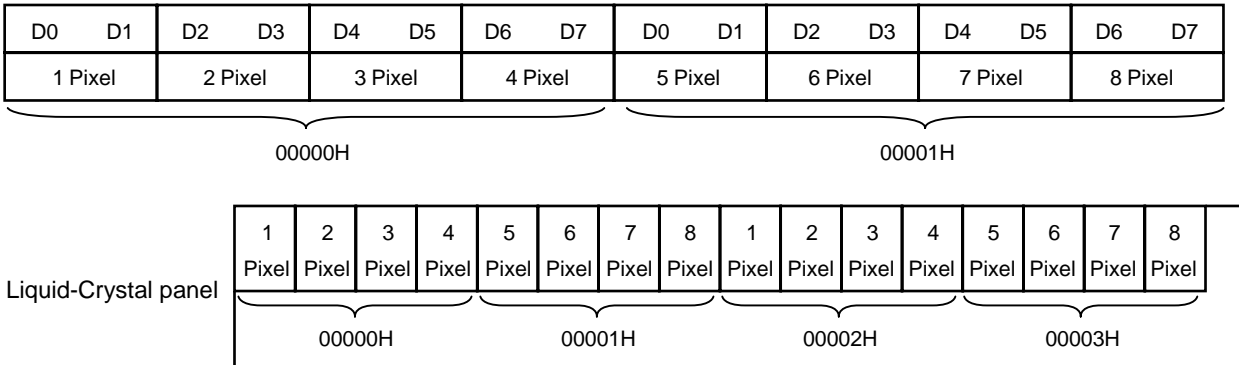 D0 D1 D2 D3 D4 D5 D6 D7 D0 D1 D2 D3 D4 D5 D6 D7
1 Pixel 2 Pixel 3 Pixel 4 Pixel 5 Pixel 6 Pixel 7 Pixel 8 Pixel
00000H 00001H
1 2 3 4 5 6 7 8 1 2 3 4 5 6 7 8
Pixel Pixel Pixel Pixel Pixel Pixel Pixel Pixel Pixel Pixel Pixel Pixel Pixel Pixel Pixel Pixel
Liquid-Crystal panel
00000H 00001H 00002H 00003H